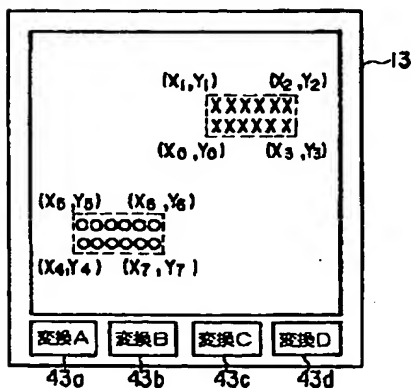 13
(X1,Y1) (X2,Y2)
XXXXXX
XXXXXX
(X0,Y0) (X3,Y3)
(X5,Y5) (X6,Y6)
OOOOOO
OOOOOO
(X4,Y4) (X7,Y7)
変換A 変換B 変換C 変換D
43a 43b 43c 43d